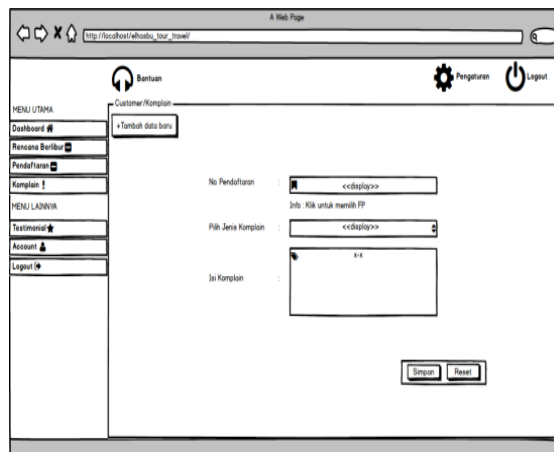 A Web Page
http://localhost/elhasbu_tour_travel/
Bantuan
Pengaturan
Logout
MENU UTAMA
Dashboard
Rencana Berlibur
Pendaftaran
Komplain
MENU LAINNYA
Testimonial
Account
Logout
Customer/Komplain
+Tambah data baru
No Pendaftaran : <<display>>
Info : Klik untuk memilih FP
Pilih Jenis Komplain : <<display>>
Isi Komplain : x-x
Simpan Reset